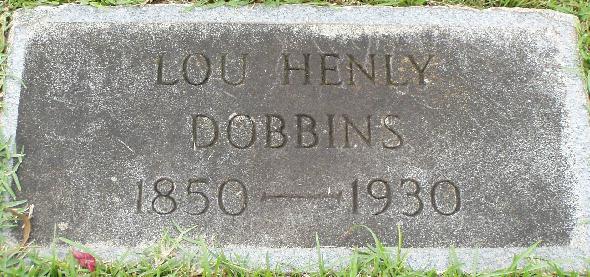 LOU HENLY
DOBBINS
1850 — 1930